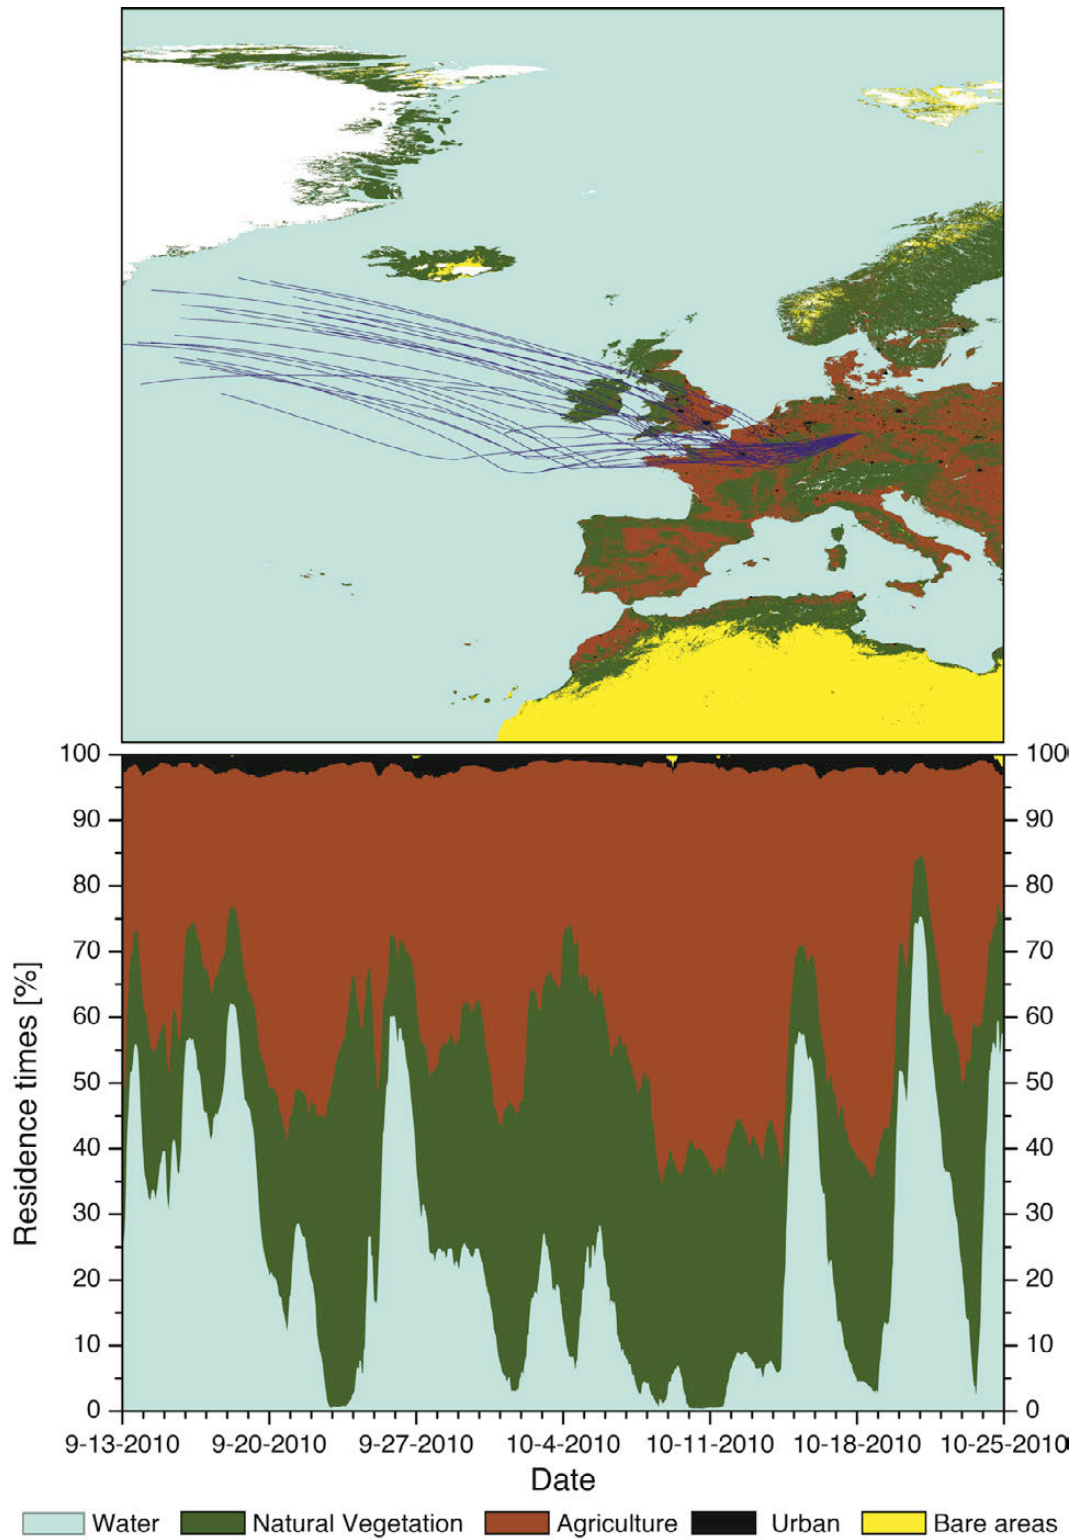 100 100
90 90
80 80
70 70
60 60
50 50
40 40
30 30
20 20
10 10
0 0
Residence times [%]
9-13-2010 9-20-2010 9-27-2010 10-4-2010 10-11-2010 10-18-2010 10-25-2010
Date
Water Natural Vegetation Agriculture Urban Bare areas